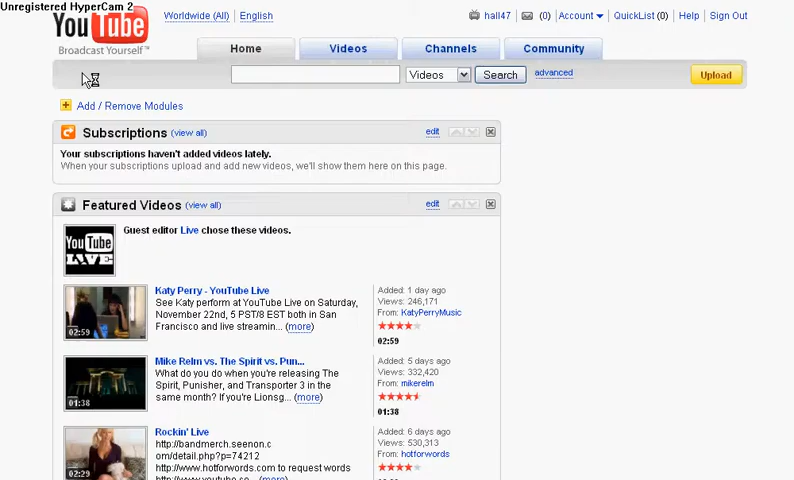 Unregistered HyperCam 2
YouTube
Broadcast Yourself™
Worldwide (All) | English
hall47 (0) Account QuickList (0) Help Sign Out
Home Videos Channels Community
Videos Search advanced Upload
Add / Remove Modules
Subscriptions (view all) edit
Your subscriptions haven't added videos lately.
When your subscriptions upload and add new videos, we'll show them here on this page.
Featured Videos (view all) edit
YouTube LIVE
Guest editor Live chose these videos.
Katy Perry - YouTube Live
See Katy perform at YouTube Live on Saturday,
November 22nd, 5 PST/8 EST both in San
Francisco and live streamin... (more)
02:59
Added: 1 day ago
Views: 246,171
From: KatyPerryMusic
02:59
Mike Relm vs. The Spirit vs. Pun...
What do you do when you're releasing The
Spirit, Punisher, and Transporter 3 in the
same month? If you're Lionsg... (more)
01:38
Added: 5 days ago
Views: 332,420
From: mikerelm
01:38
Rockin' Live
http://bandmerch.seenon.c
om/detail.php?p=74212
http://www.hotforwords.com to request words
http://www.youtube.co... (more)
02:29
Added: 6 days ago
Views: 530,313
From: hotforwords